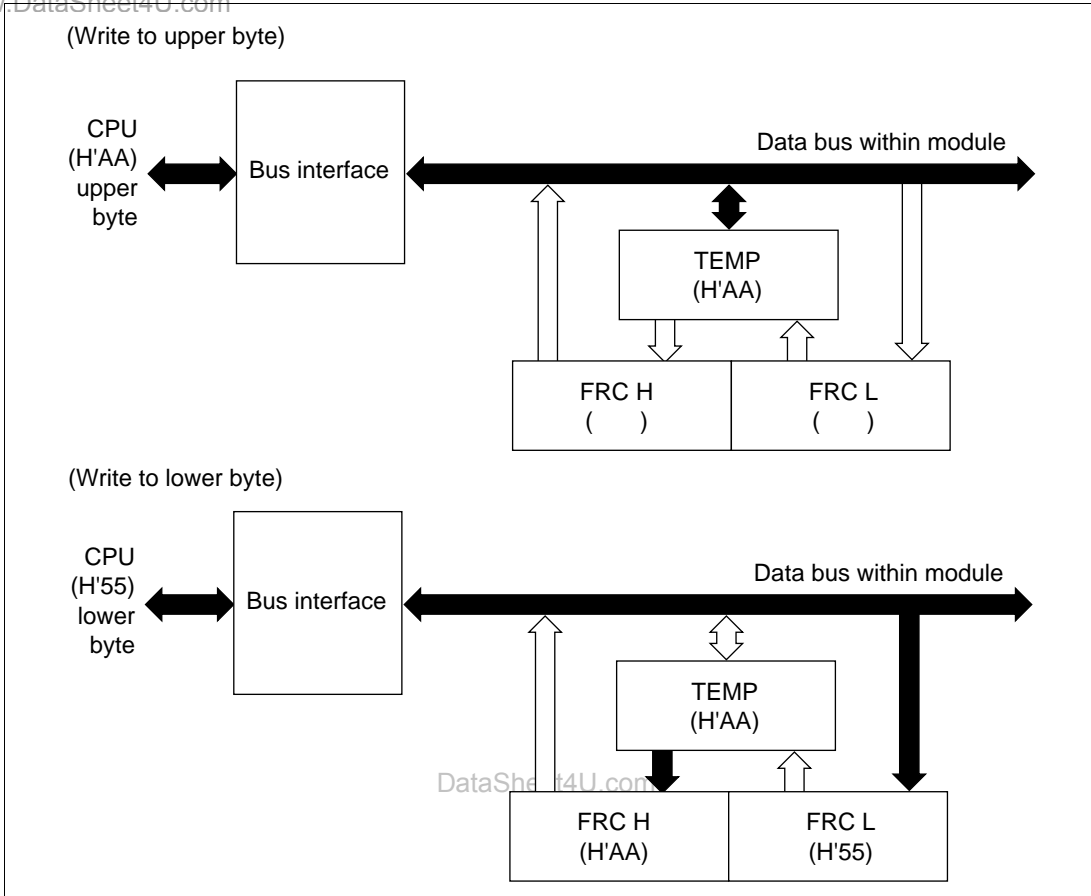 .DataSheet4U.com
(Write to upper byte)
CPU
(H'AA)
upper
byte
Bus interface
Data bus within module
TEMP
(H'AA)
FRC H
(     )
FRC L
(     )
(Write to lower byte)
CPU
(H'55)
lower
byte
Bus interface
Data bus within module
TEMP
(H'AA)
FRC H
(H'AA)
FRC L
(H'55)